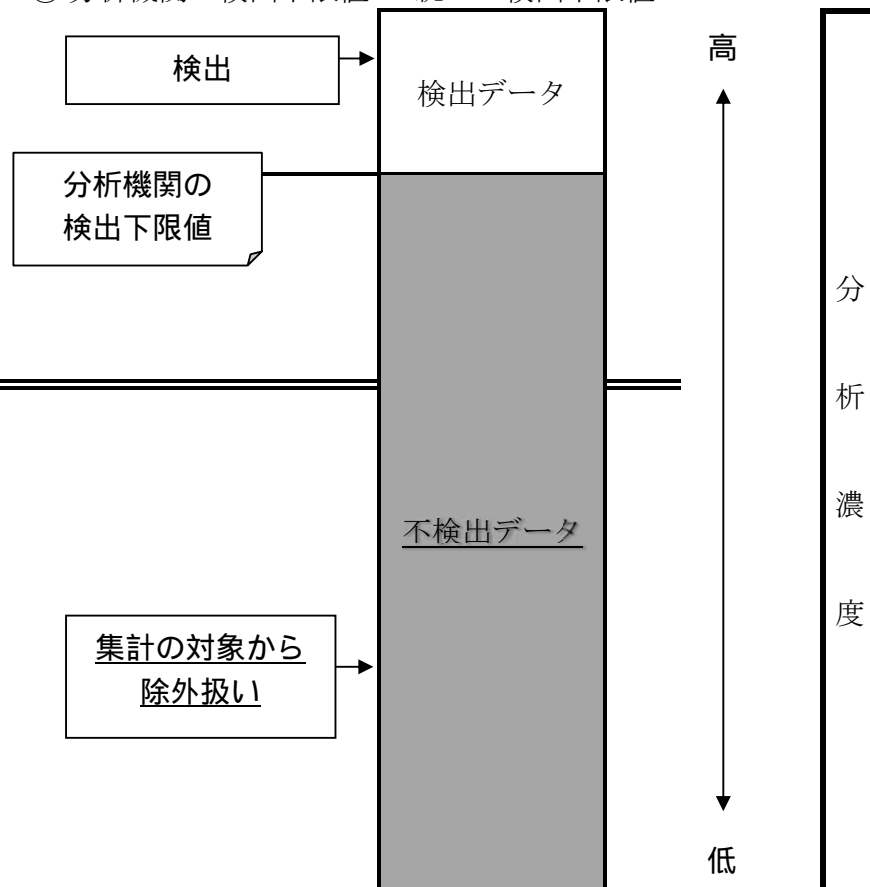 検出
検出データ
高
分析機関の
検出下限値
分
析
濃
度
不検出データ
集計の対象から
除外扱い
低